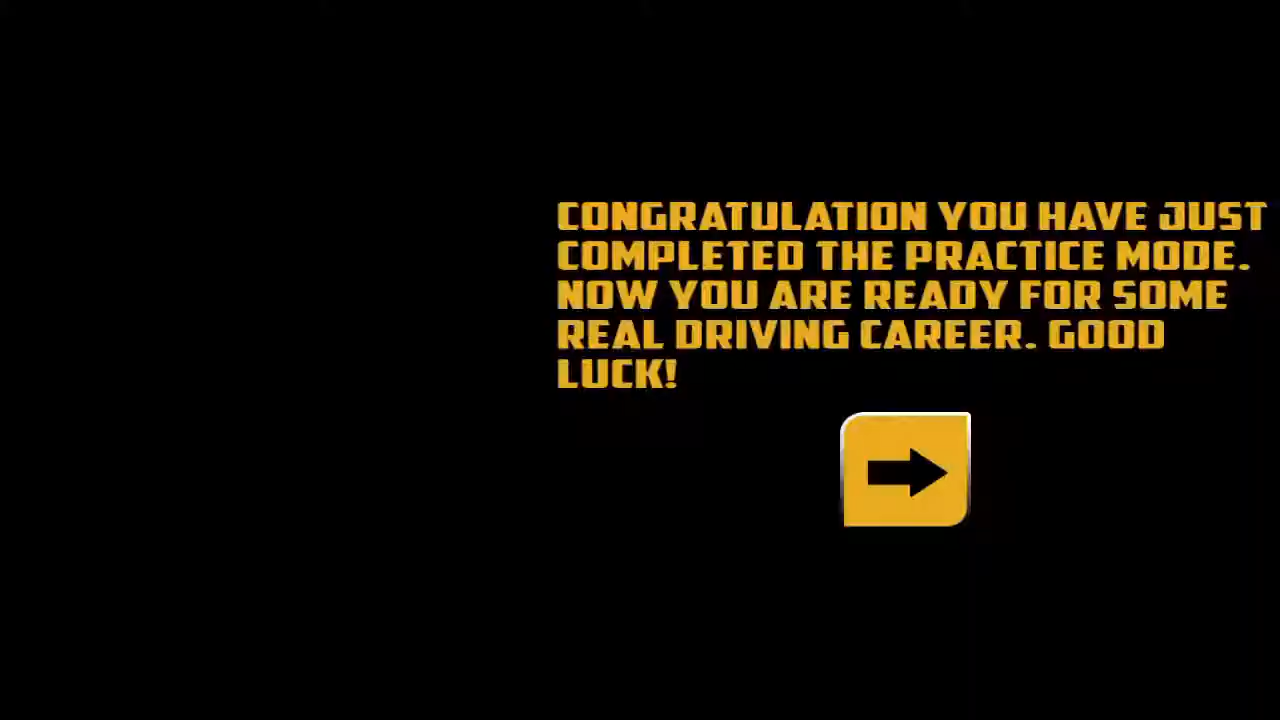 CONGRATULATION YOU HAVE JUST
COMPLETED THE PRACTICE MODE.
NOW YOU ARE READY FOR SOME
REAL DRIVING CAREER. GOOD
LUCK!